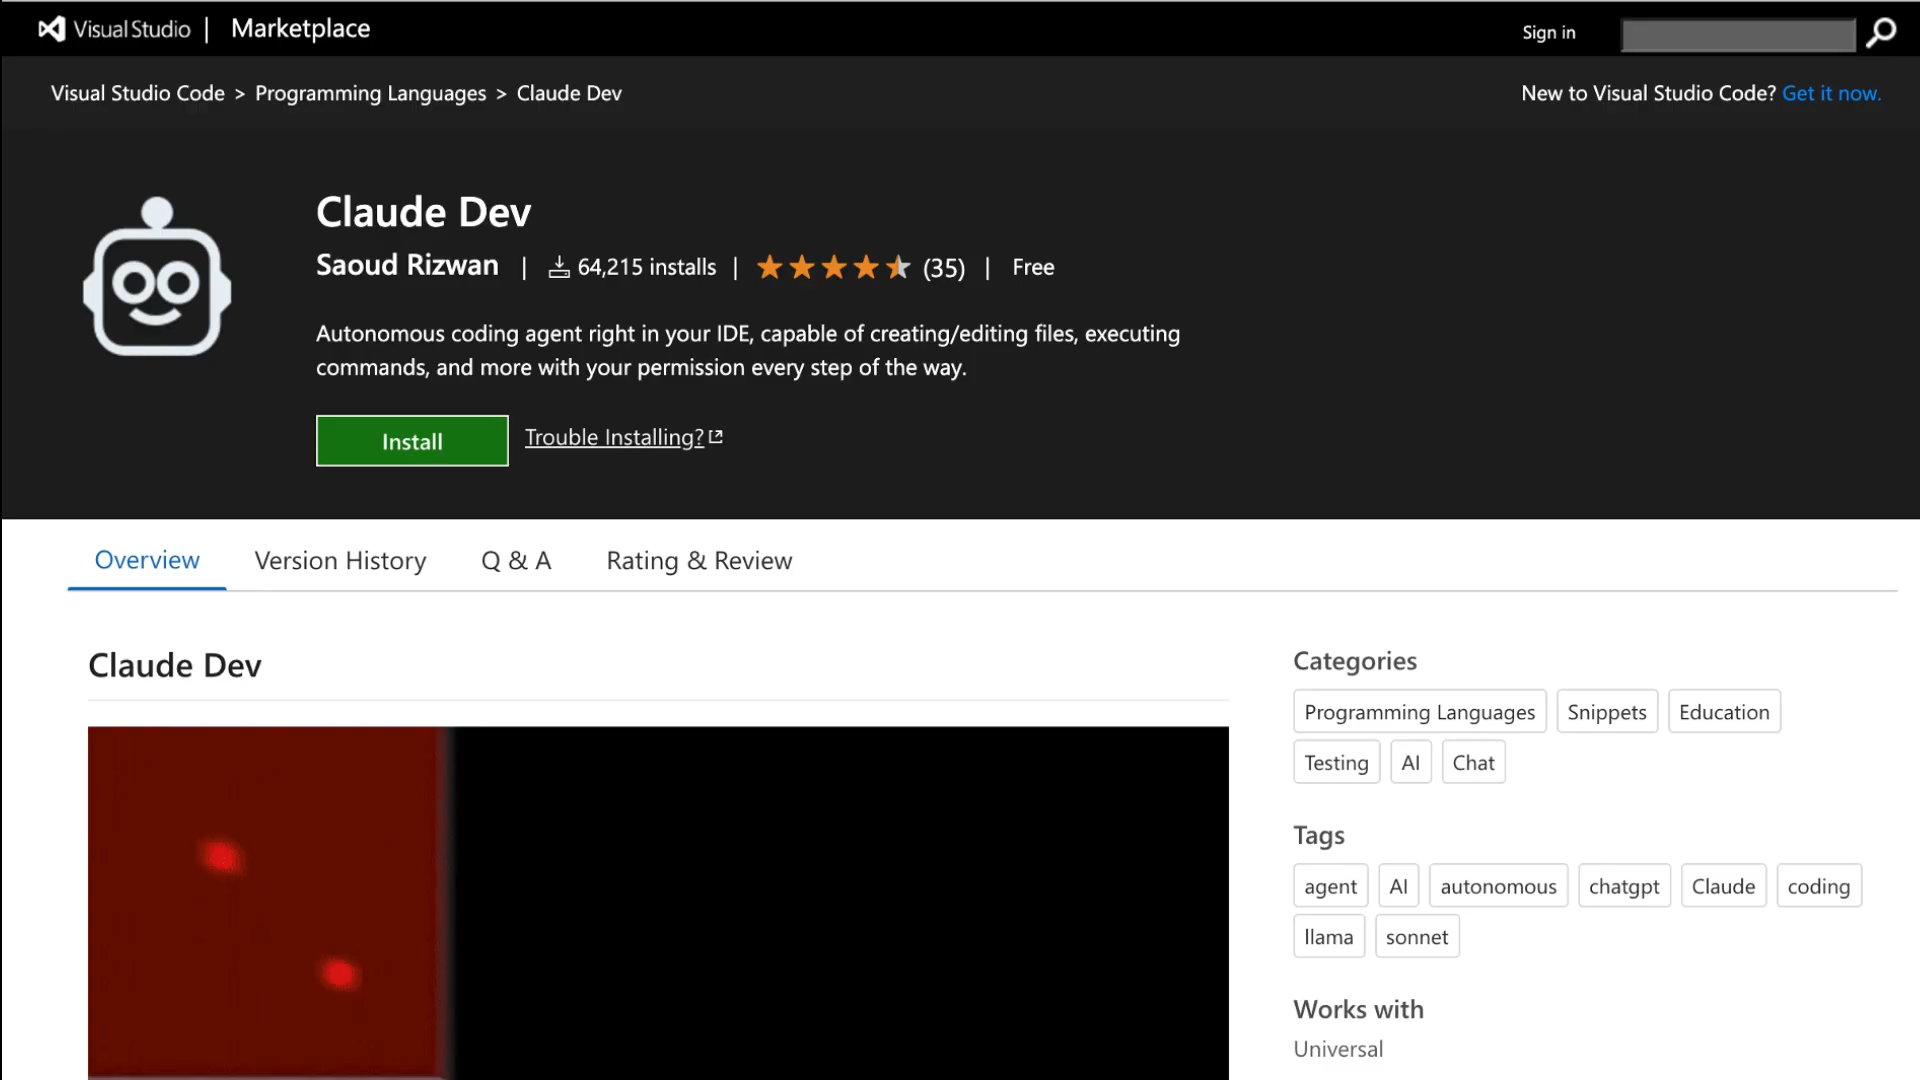 Visual Studio | Marketplace
Sign in
Visual Studio Code > Programming Languages > Claude Dev
New to Visual Studio Code? Get it now.
Claude Dev
Saoud Rizwan | 64,215 installs | (35) | Free
Autonomous coding agent right in your IDE, capable of creating/editing files, executing
commands, and more with your permission every step of the way.
Install
Trouble Installing?
Overview
Version History
Q & A
Rating & Review
Claude Dev
Categories
Programming Languages
Snippets
Education
Testing
AI
Chat
Tags
agent
AI
autonomous
chatgpt
Claude
coding
llama
sonnet
Works with
Universal